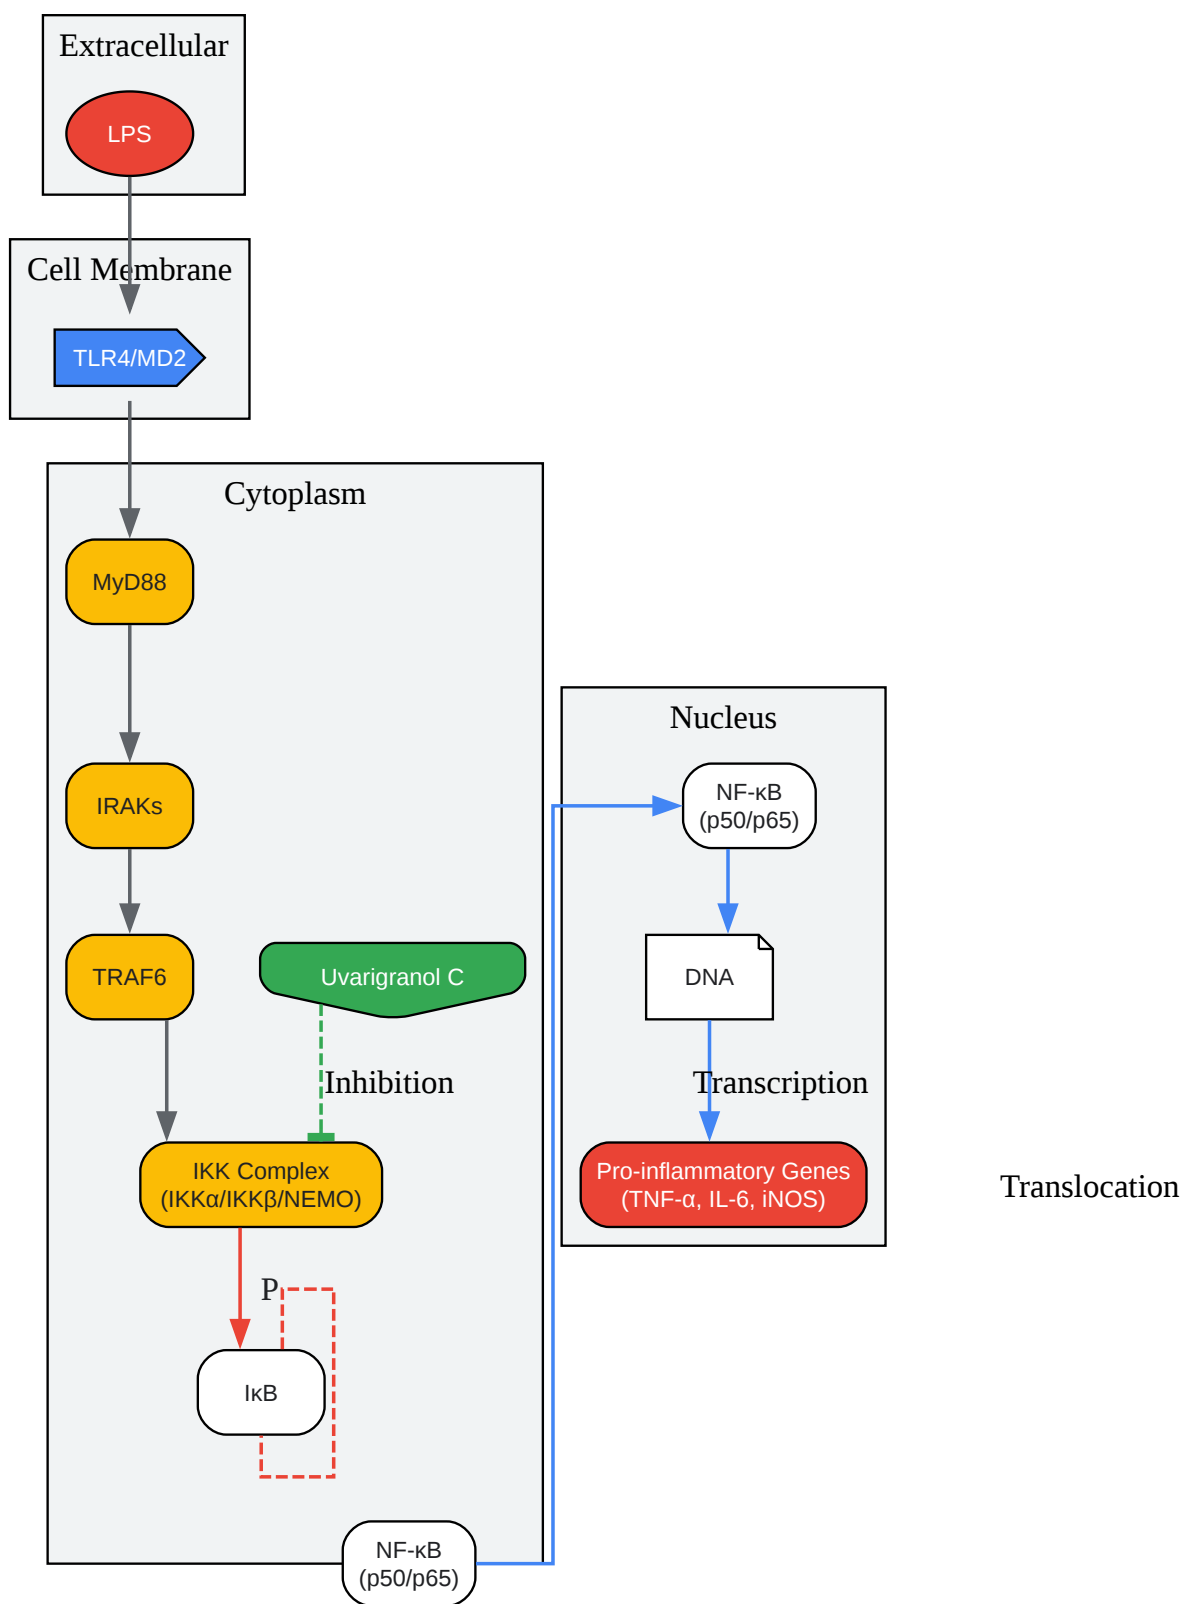 Extracellular
LPS
Cell Membrane
TLR4/MD2
Cytoplasm
MyD88
IRAKs
TRAF6
Uvarigranol C
Inhibition
IKK Complex
(IKKα/IKKβ/NEMO)
P
IκB
NF-κB
(p50/p65)
Nucleus
NF-κB
(p50/p65)
DNA
Transcription
Pro-inflammatory Genes
(TNF-α, IL-6, iNOS)
Translocation